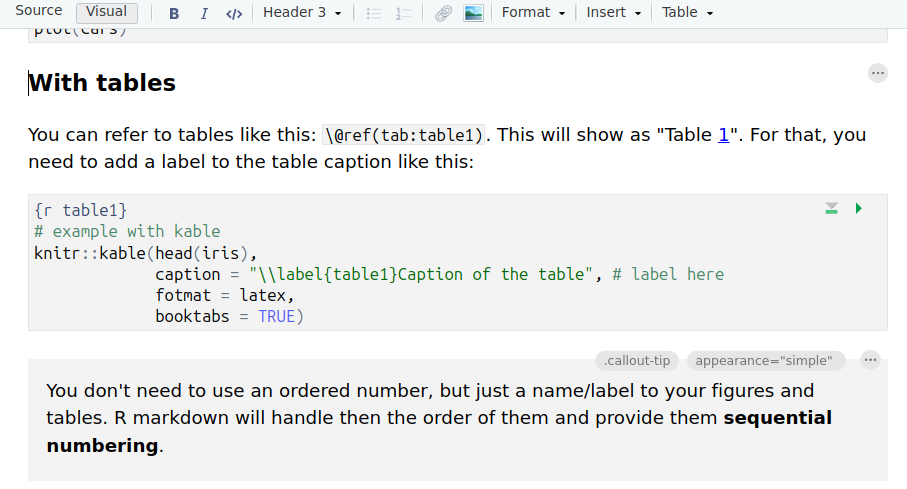 Source Visual B I </> Header 3 Format Insert Table
plot(cars)
With tables
You can refer to tables like this: \@ref(tab:table1). This will show as "Table 1". For that, you
need to add a label to the table caption like this:
{r table1}
# example with kable
knitr::kable(head(iris),
caption = "\\label{table1}Caption of the table", # label here
fotmat = latex,
booktabs = TRUE)
.callout-tip appearance="simple"
You don't need to use an ordered number, but just a name/label to your figures and
tables. R markdown will handle then the order of them and provide them sequential
numbering.